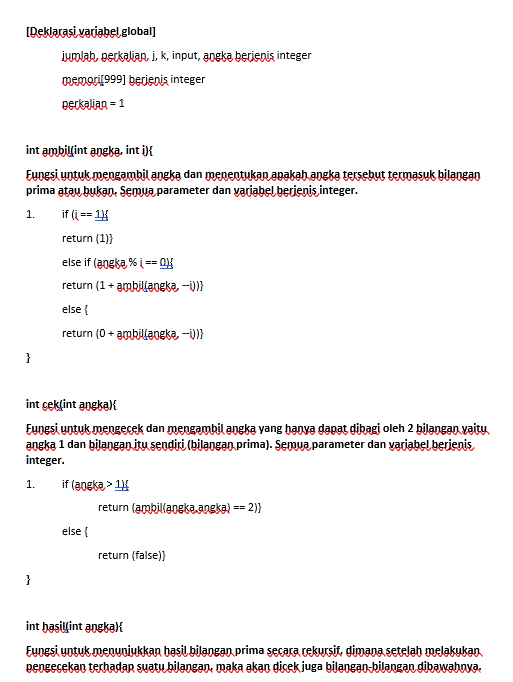 [Deklarasi variabel global]
jumlah, perkalian, j, k, input, angka berjenis integer
memori[999] berjenis integer
perkalian = 1
int ambil(int angka, int i){
Fungsi untuk mengambil angka dan menentukan apakah angka tersebut termasuk bilangan
prima atau bukan. Semua parameter dan variabel berjenis integer.
1. if (i == 1){
return (1)}
else if (angka % i == 0){
return (1 + ambil(angka, --i))}
else {
return (0 + ambil(angka, --i))}
}
int cek(int angka){
Fungsi untuk mengecek dan mengambil angka yang hanya dapat dibagi oleh 2 bilangan yaitu
angka 1 dan bilangan itu sendiri (bilangan prima). Semua parameter dan variabel berjenis
integer.
1. if (angka > 1){
return (ambil(angka,angka) == 2)}
else {
return (false)}
}
int hasil(int angka){
Fungsi untuk menunjukkan hasil bilangan prima secara rekursif, dimana setelah melakukan
pengecekan terhadap suatu bilangan, maka akan dicek juga bilangan-bilangan dibawahnya.